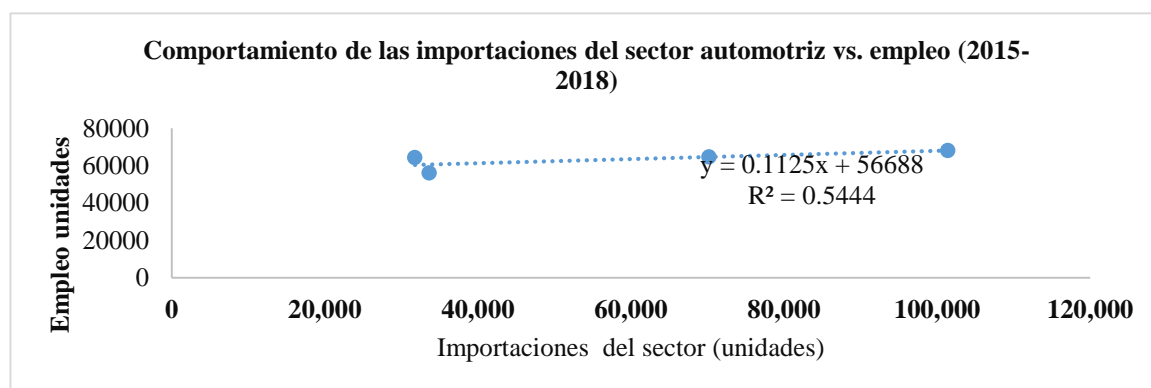 Comportamiento de las importaciones del sector automotriz vs. empleo (2015-
2018)
Empleo unidades
80000
60000
40000
20000
0
y = 0.1125x + 56688
R² = 0.5444
0 20,000 40,000 60,000 80,000 100,000 120,000
Importaciones del sector (unidades)